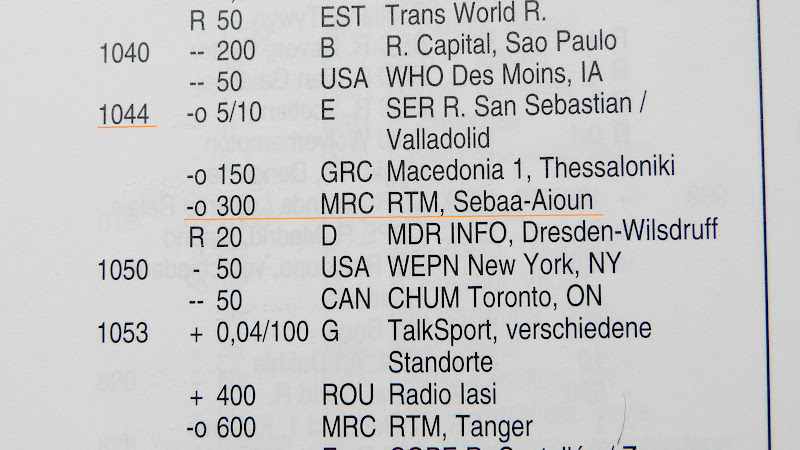 R 50 EST Trans World R.
1040 -- 200 B R. Capital, Sao Paulo
-- 50 USA WHO Des Moins, IA
1044 -o 5/10 E SER R. San Sebastian /
Valladolid
-o 150 GRC Macedonia 1, Thessaloniki
-o 300 MRC RTM, Sebaa-Aioun
R 20 D MDR INFO, Dresden-Wilsdruff
1050 - 50 USA WEPN New York, NY
-- 50 CAN CHUM Toronto, ON
1053 + 0,04/100 G TalkSport, verschiedene
Standorte
+ 400 ROU Radio Iasi
-o 600 MRC RTM, Tanger